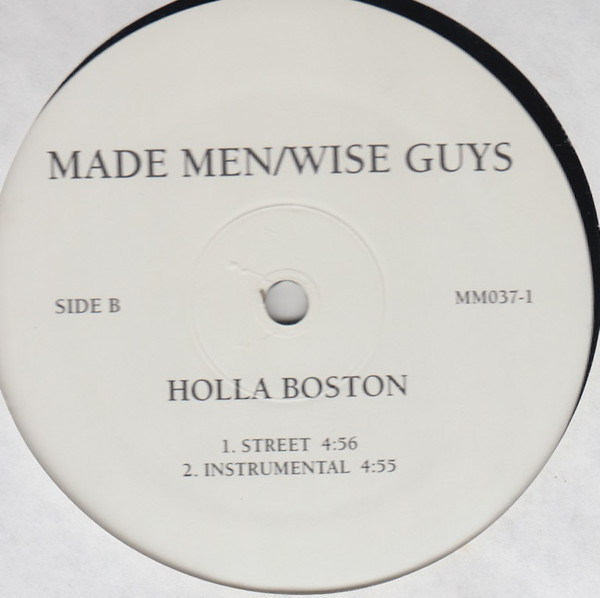 MADE MEN/WISE GUYS
SIDE B
MM037-1
HOLLA BOSTON
1. STREET 4:56
2. INSTRUMENTAL 4:55